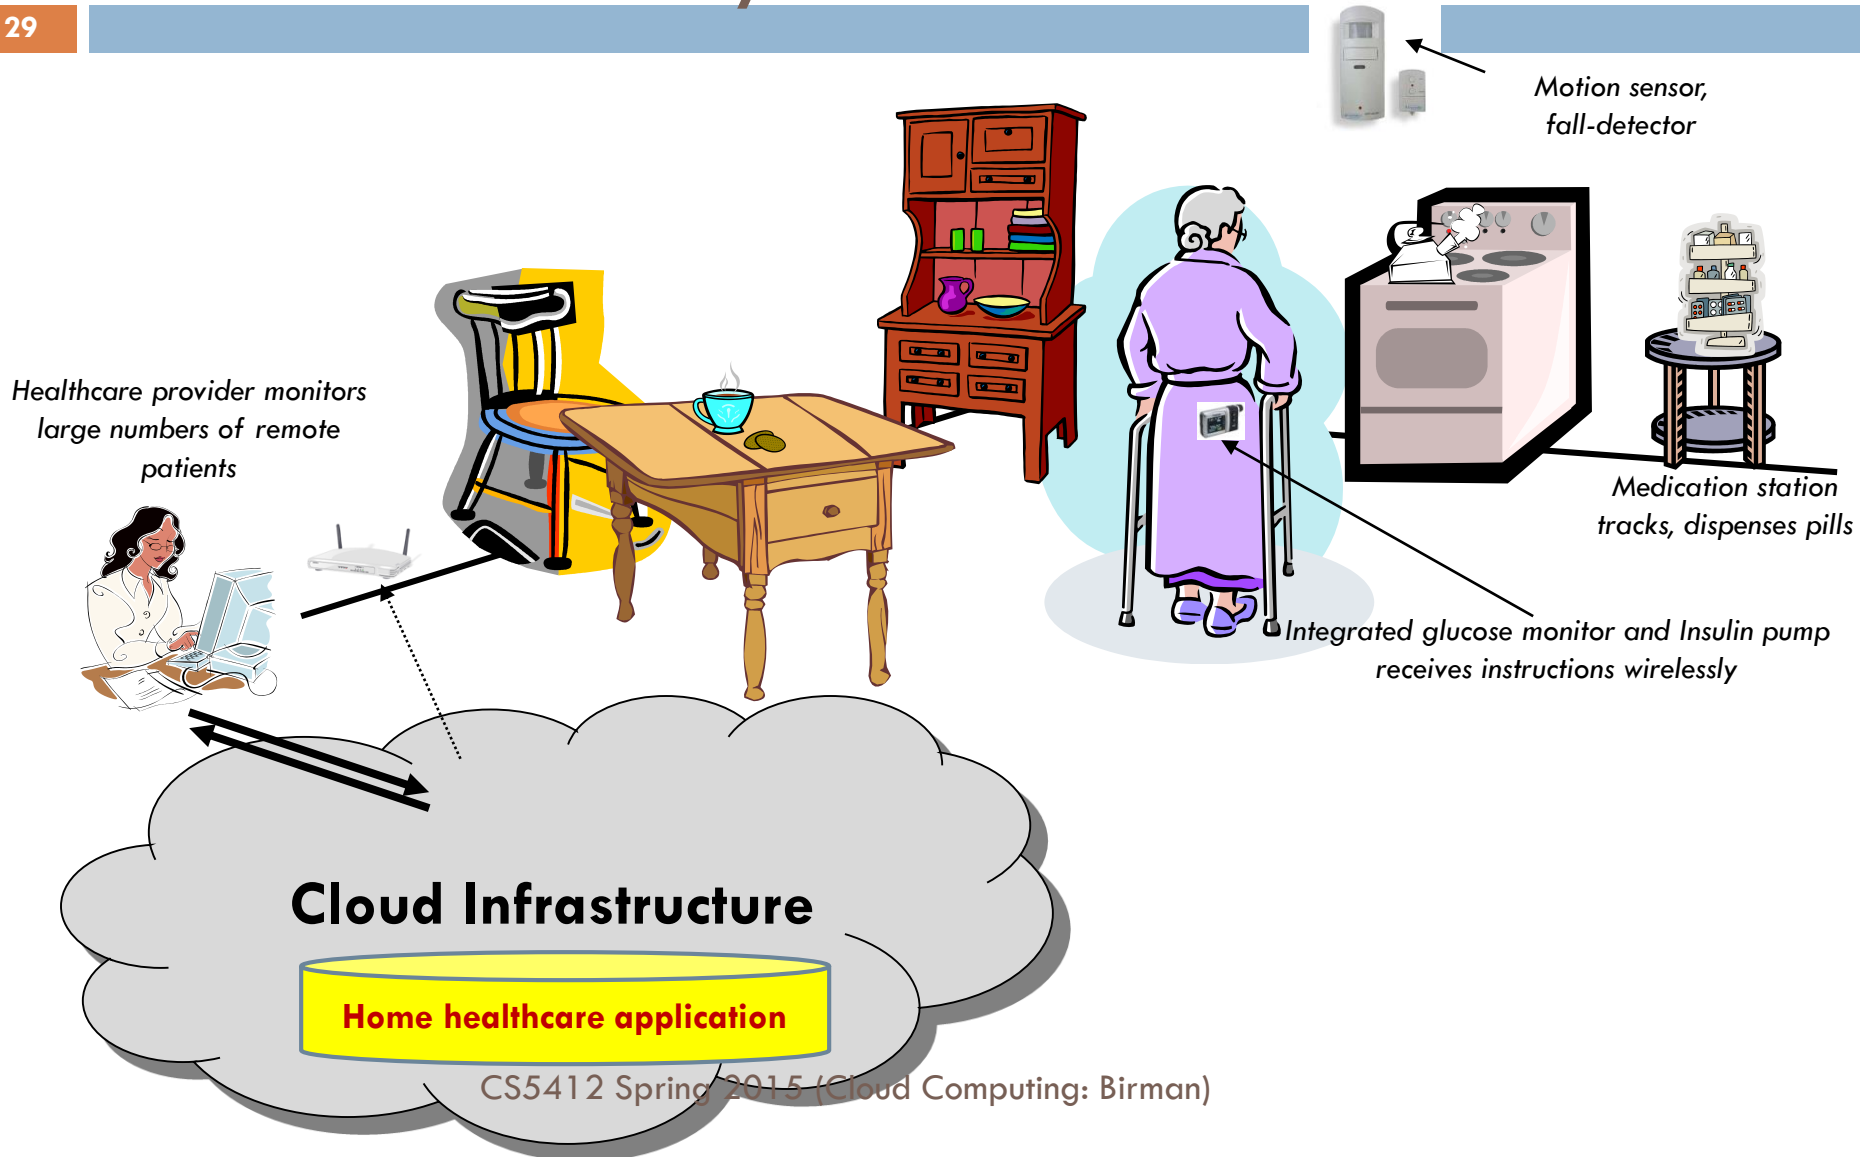 29
Motion sensor,
fall-detector
Healthcare provider monitors
large numbers of remote
patients
Medication station
tracks, dispenses pills
Integrated glucose monitor and Insulin pump
receives instructions wirelessly
Cloud Infrastructure
Home healthcare application
CS5412 Spring 2015 (Cloud Computing: Birman)